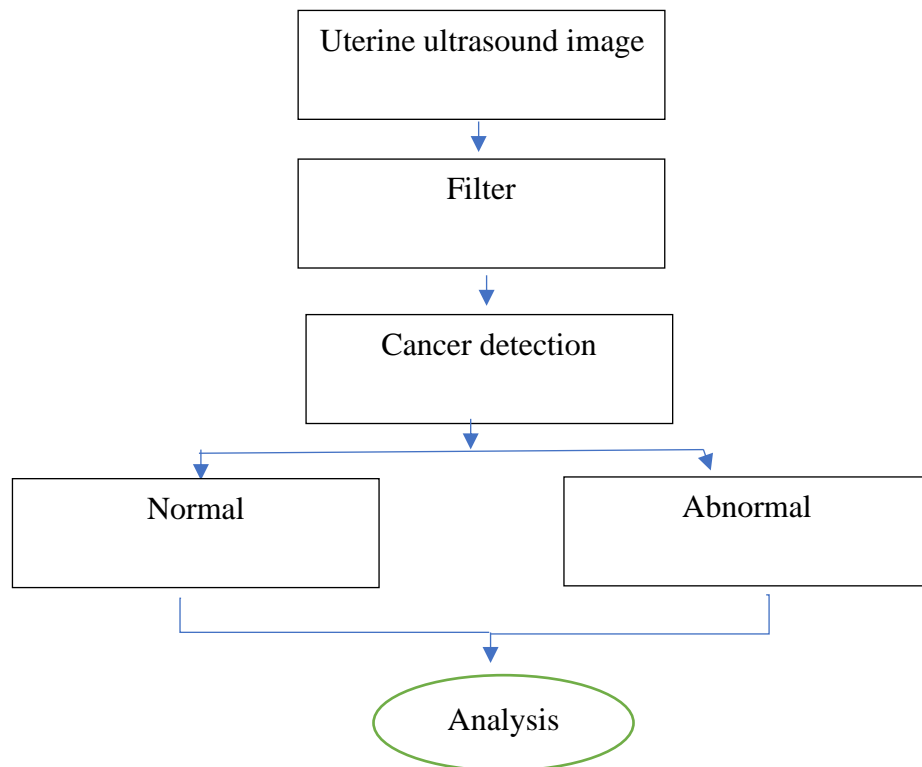 Uterine ultrasound image
Filter
Cancer detection
Normal
Abnormal
Analysis